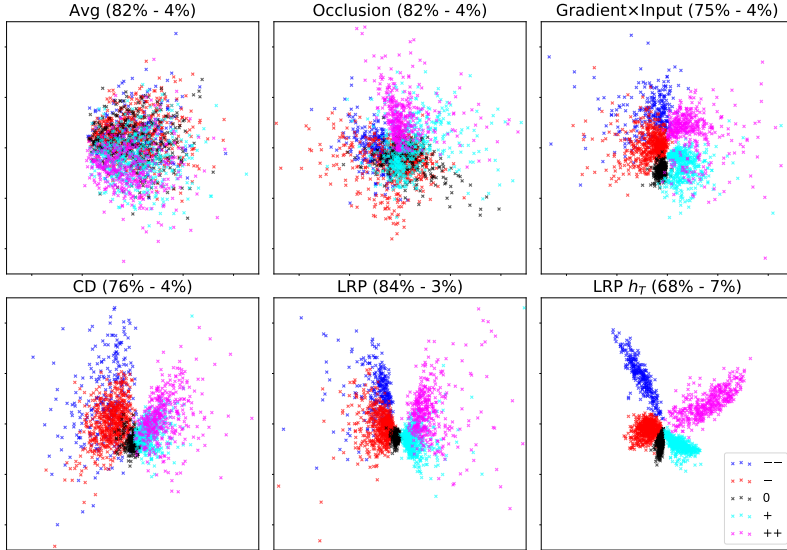 Avg (82% - 4%)
Occlusion (82% - 4%)
Gradient×Input (75% - 4%)
CD (76% - 4%)
LRP (84% - 3%)
LRP h_T (68% - 7%)
−−
−
0
+
++